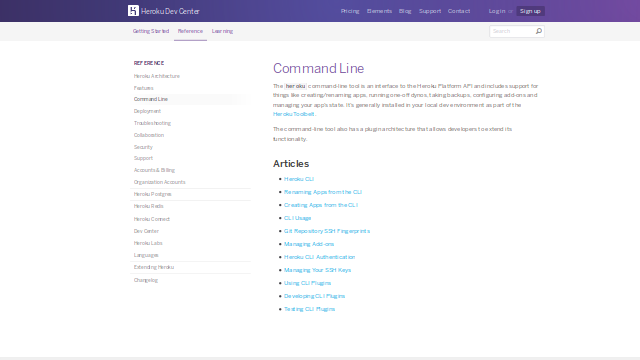 Heroku Dev Center
Pricing Elements Blog Support Contact Log in or Sign up
Getting Started Reference Learning
Search
REFERENCE
Heroku Architecture
Features
Command Line
Deployment
Troubleshooting
Collaboration
Security
Support
Accounts & Billing
Organization Accounts
Heroku Postgres
Heroku Redis
Heroku Connect
Dev Center
Heroku Labs
Languages
Extending Heroku
Changelog
Command Line
The heroku command-line tool is an interface to the Heroku Platform API and includes support for
things like creating/renaming apps, running one-off dynos, taking backups, configuring add-ons and
managing your app's state. It's generally installed in your local dev environment as part of the
Heroku Toolbelt.
The command-line tool also has a plugin architecture that allows developers to extend its
functionality.
Articles
Heroku CLI
Renaming Apps from the CLI
Creating Apps from the CLI
CLI Usage
Git Repository SSH Fingerprints
Managing Add-ons
Heroku CLI Authentication
Managing Your SSH Keys
Using CLI Plugins
Developing CLI Plugins
Testing CLI Plugins